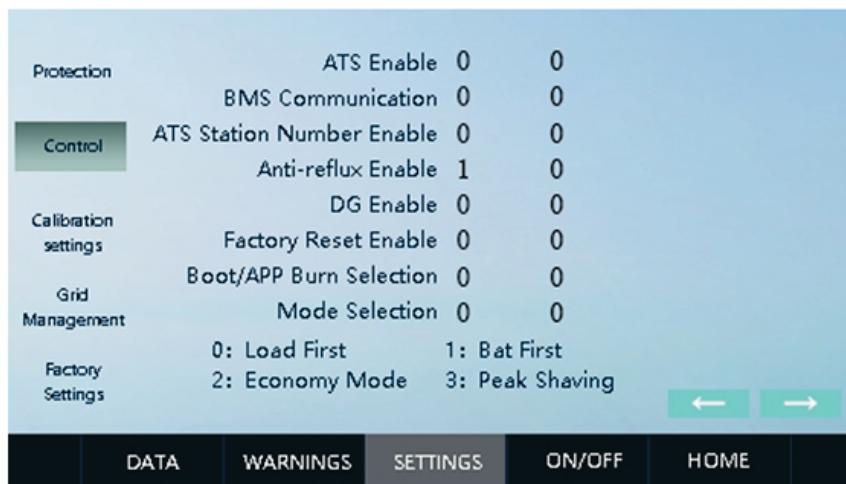 Protection
Control
Calibration
settings
Grid
Management
Factory
Settings
ATS Enable 0 0
BMS Communication 0 0
ATS Station Number Enable 0 0
Anti-reflux Enable 1 0
DG Enable 0 0
Factory Reset Enable 0 0
Boot/APP Burn Selection 0 0
Mode Selection 0 0
0: Load First 1: Bat First
2: Economy Mode 3: Peak Shaving
← →
DATA WARNINGS SETTINGS ON/OFF HOME